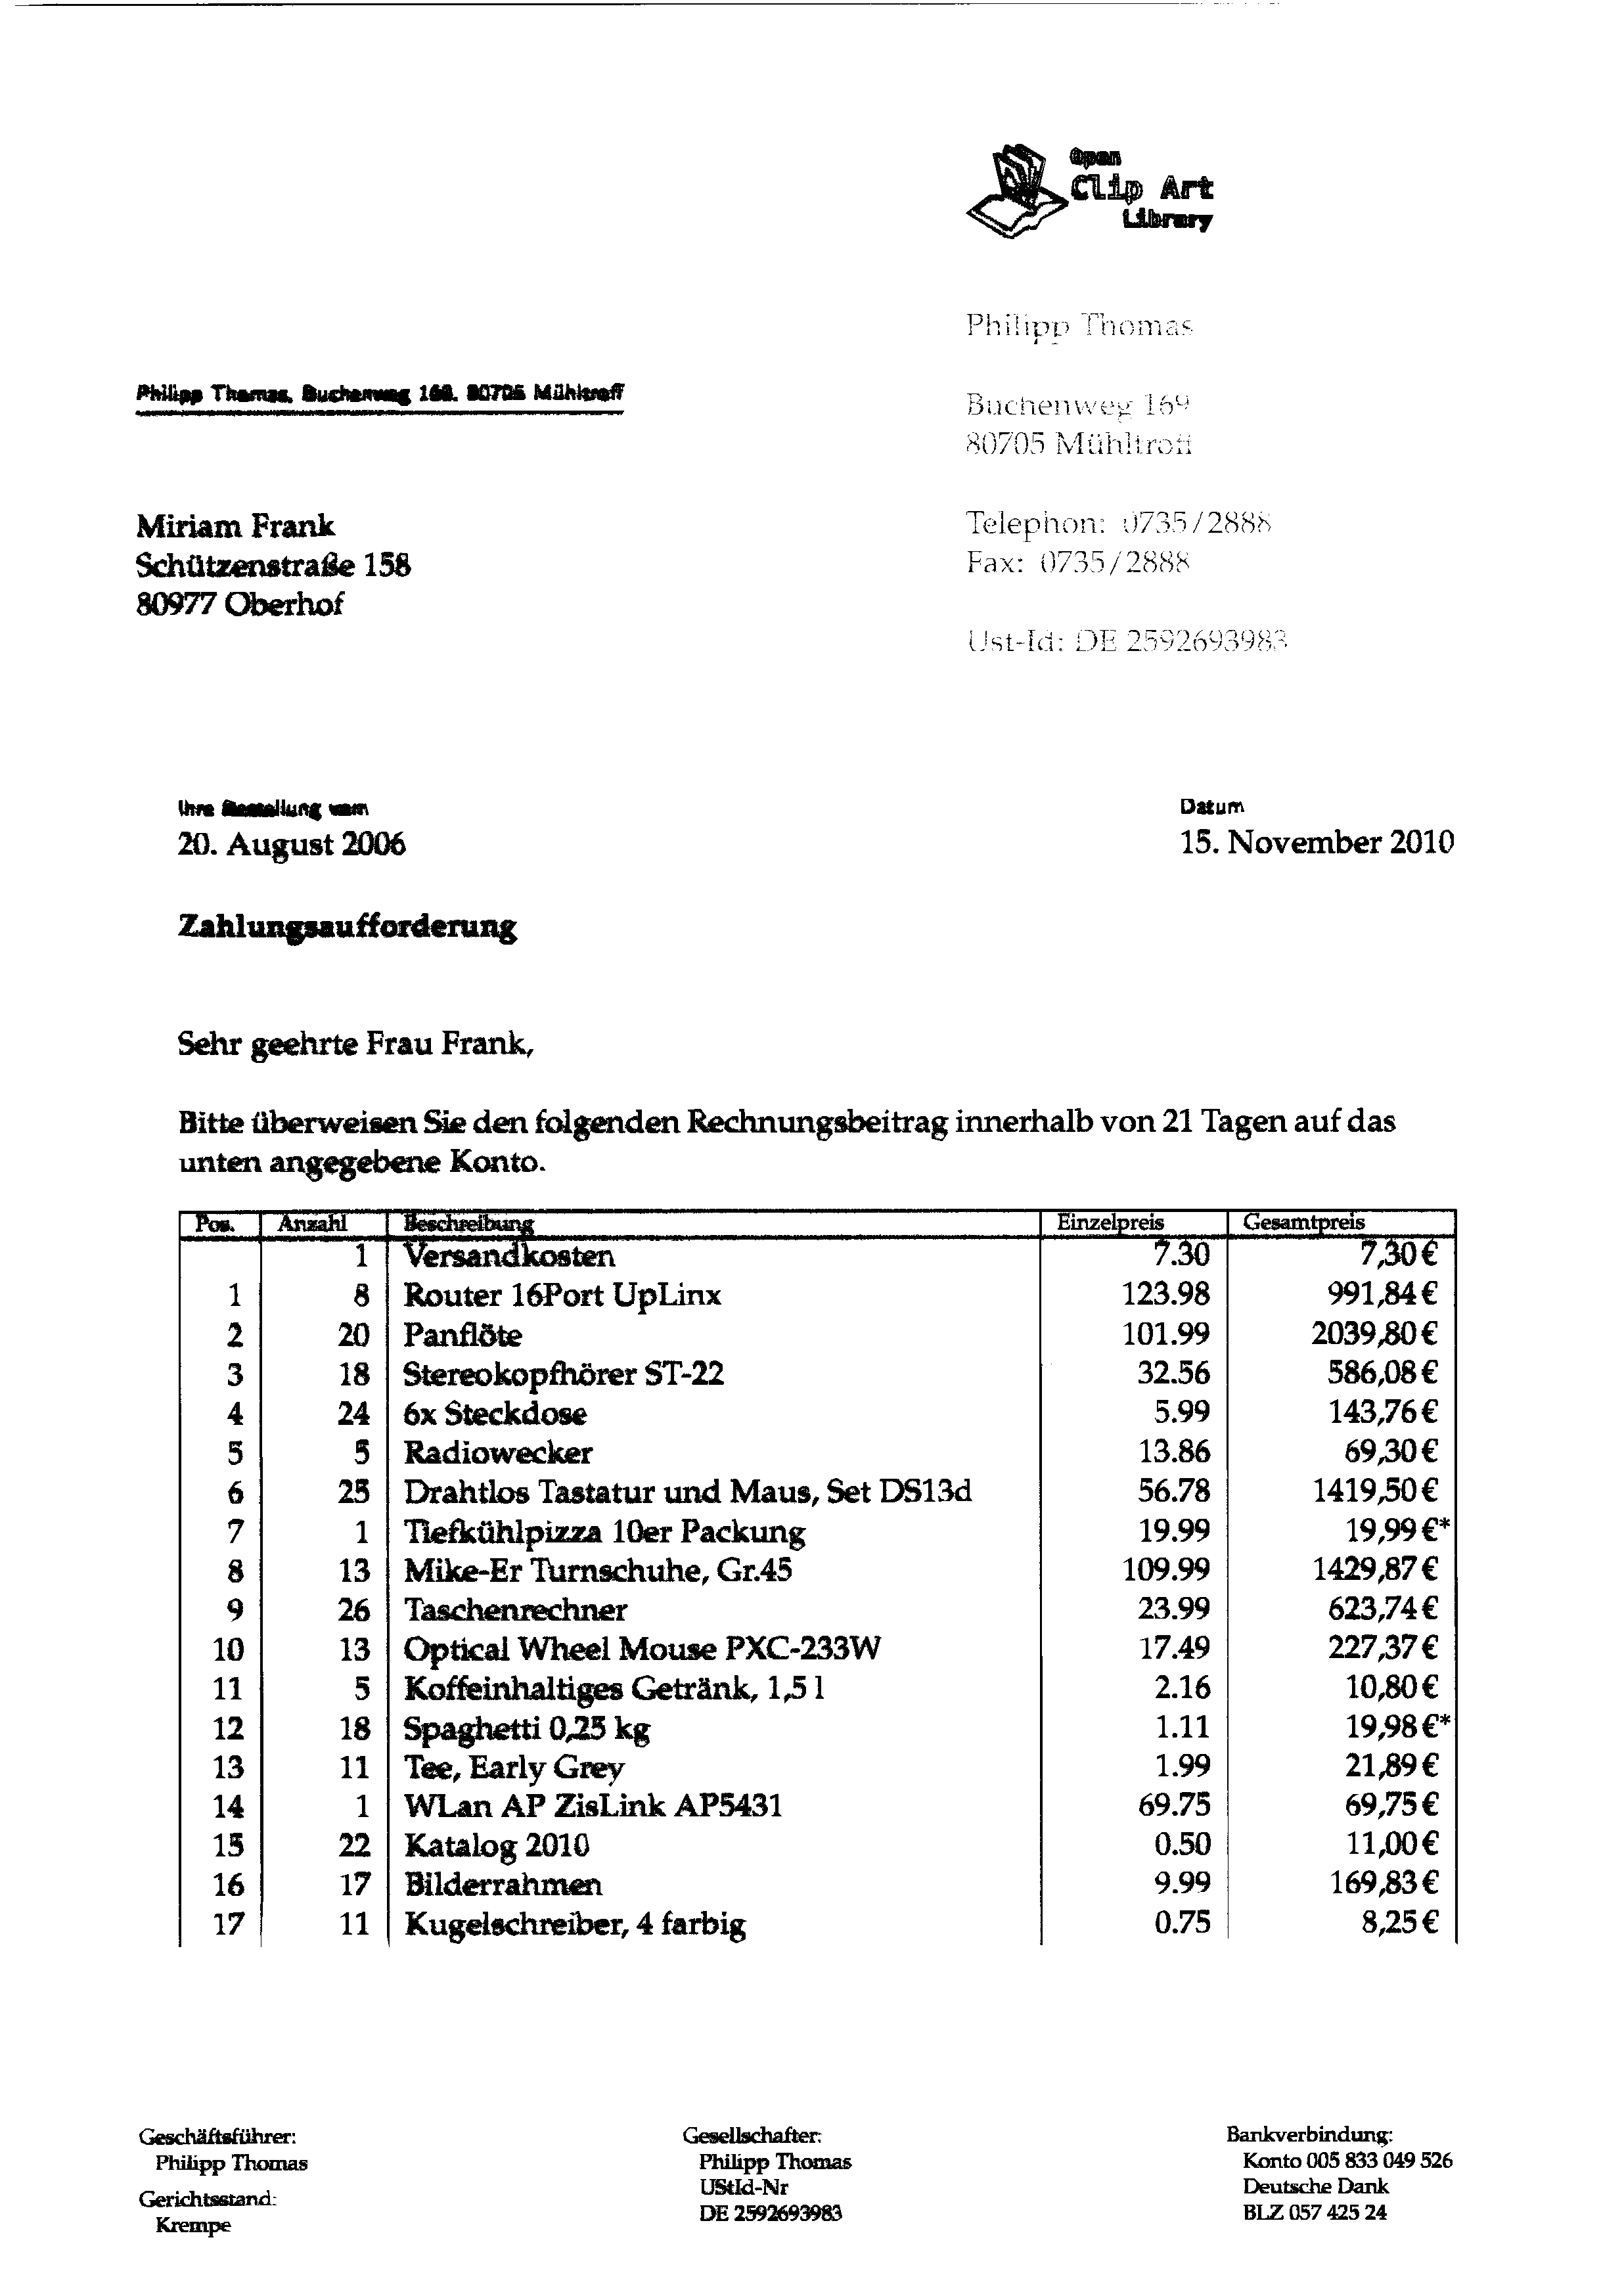 Open
Clip Art
Library
Philipp Thomas
Philipp Thomas, Buchenweg 169, 80705 Mühltroff
Buchenweg 169
80705 Mühltroff
Miriam Frank
Schützenstraße 158
80977 Oberhof
Telephon: 0735/2888
Fax: 0735/2888
Ust-Id: DE 2592693983
Ihre Bestellung vom
20. August 2006
Datum
15. November 2010
Zahlungsaufforderung
Sehr geehrte Frau Frank,
Bitte überweisen Sie den folgenden Rechnungsbeitrag innerhalb von 21 Tagen auf das
unten angegebene Konto.
Pos. Anzahl Beschreibung Einzelpreis Gesamtpreis
1 Versandkosten 7.30 7,30€
1 8 Router 16Port UpLinx 123.98 991,84€
2 20 Panflöte 101.99 2039,80€
3 18 Stereokopfhörer ST-22 32.56 586,08€
4 24 6x Steckdose 5.99 143,76€
5 5 Radiowecker 13.86 69,30€
6 25 Drahtlos Tastatur und Maus, Set DS13d 56.78 1419,50€
7 1 Tiefkühlpizza 10er Packung 19.99 19,99€*
8 13 Mike-Er Turnschuhe, Gr.45 109.99 1429,87€
9 26 Taschenrechner 23.99 623,74€
10 13 Optical Wheel Mouse PXC-233W 17.49 227,37€
11 5 Koffeinhaltiges Getränk, 1,5 l 2.16 10,80€
12 18 Spaghetti 0,25 kg 1.11 19,98€*
13 11 Tee, Early Grey 1.99 21,89€
14 1 WLan AP ZisLink AP5431 69.75 69,75€
15 22 Katalog 2010 0.50 11,00€
16 17 Bilderrahmen 9.99 169,83€
17 11 Kugelschreiber, 4 farbig 0.75 8,25€
Geschäftsführer:
Philipp Thomas
Gerichtsstand:
Krempe
Gesellschafter:
Philipp Thomas
UStId-Nr
DE 2592693983
Bankverbindung:
Konto 005 833 049 526
Deutsche Dank
BLZ 057 425 24